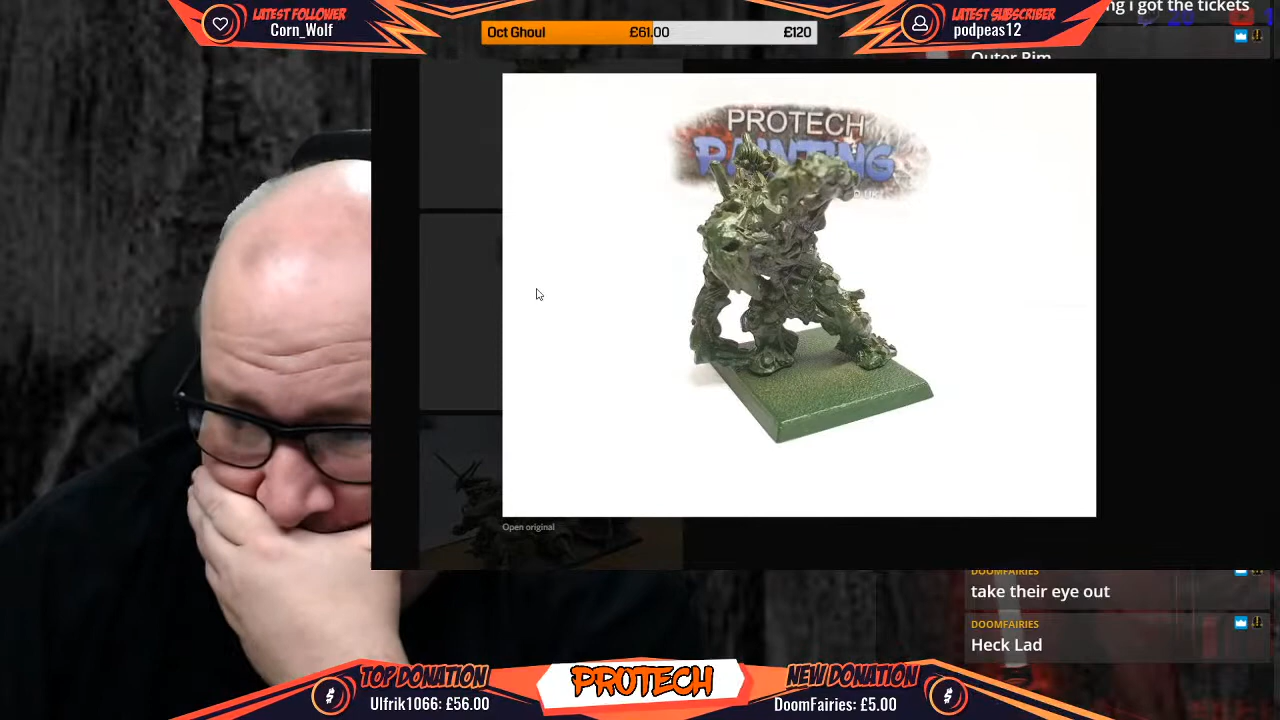 LATEST FOLLOWER
Corn_Wolf
Oct Ghoul
£61.00
£120
LATEST SUBSCRIBER
podpeas12
ng i got the tickets
Outer Rim
PROTECH
PAINTING
Open original
DOOMFAIRIES
take their eye out
DOOMFAIRIES
Heck Lad
TOP DONATION
Ulfrik1066: £56.00
PROTECH
NEW DONATION
DoomFairies: £5.00